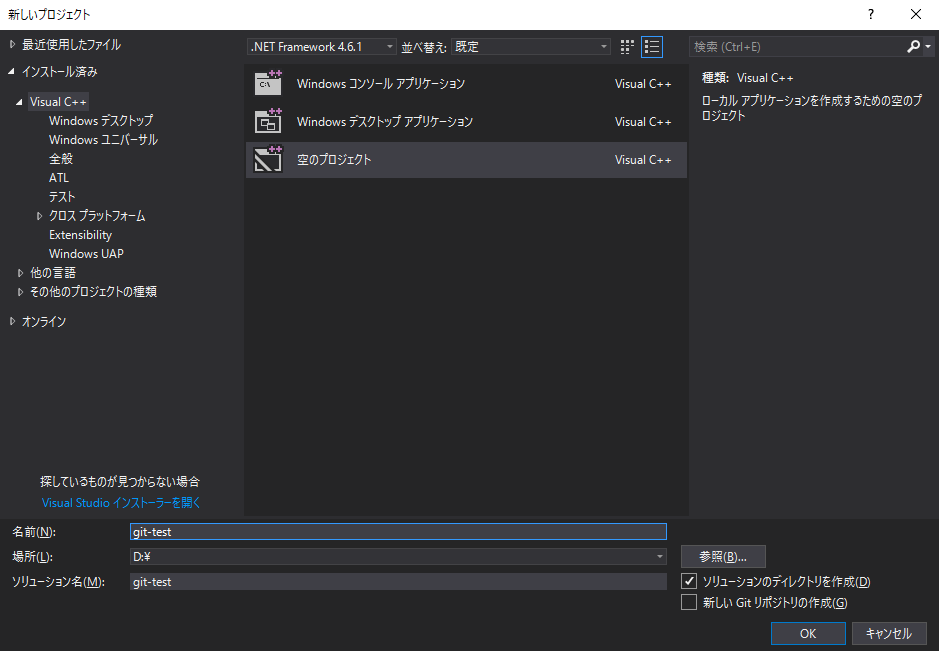 新しいプロジェクト
?
最近使用したファイル
インストール済み
Visual C++
Windows デスクトップ
Windows ユニバーサル
全般
ATL
テスト
クロス プラットフォーム
Extensibility
Windows UAP
他の言語
その他のプロジェクトの種類
オンライン
探しているものが見つからない場合
Visual Studio インストーラーを開く
.NET Framework 4.6.1 並べ替え: 既定
Windows コンソール アプリケーション Visual C++
Windows デスクトップ アプリケーション Visual C++
空のプロジェクト Visual C++
検索 (Ctrl+E)
種類: Visual C++
ローカル アプリケーションを作成するための空のプ
ロジェクト
名前(N): git-test
場所(L): D:¥ 参照(B)...
ソリューション名(M): git-test
ソリューションのディレクトリを作成(D)
新しい Git リポジトリの作成(G)
OK キャンセル